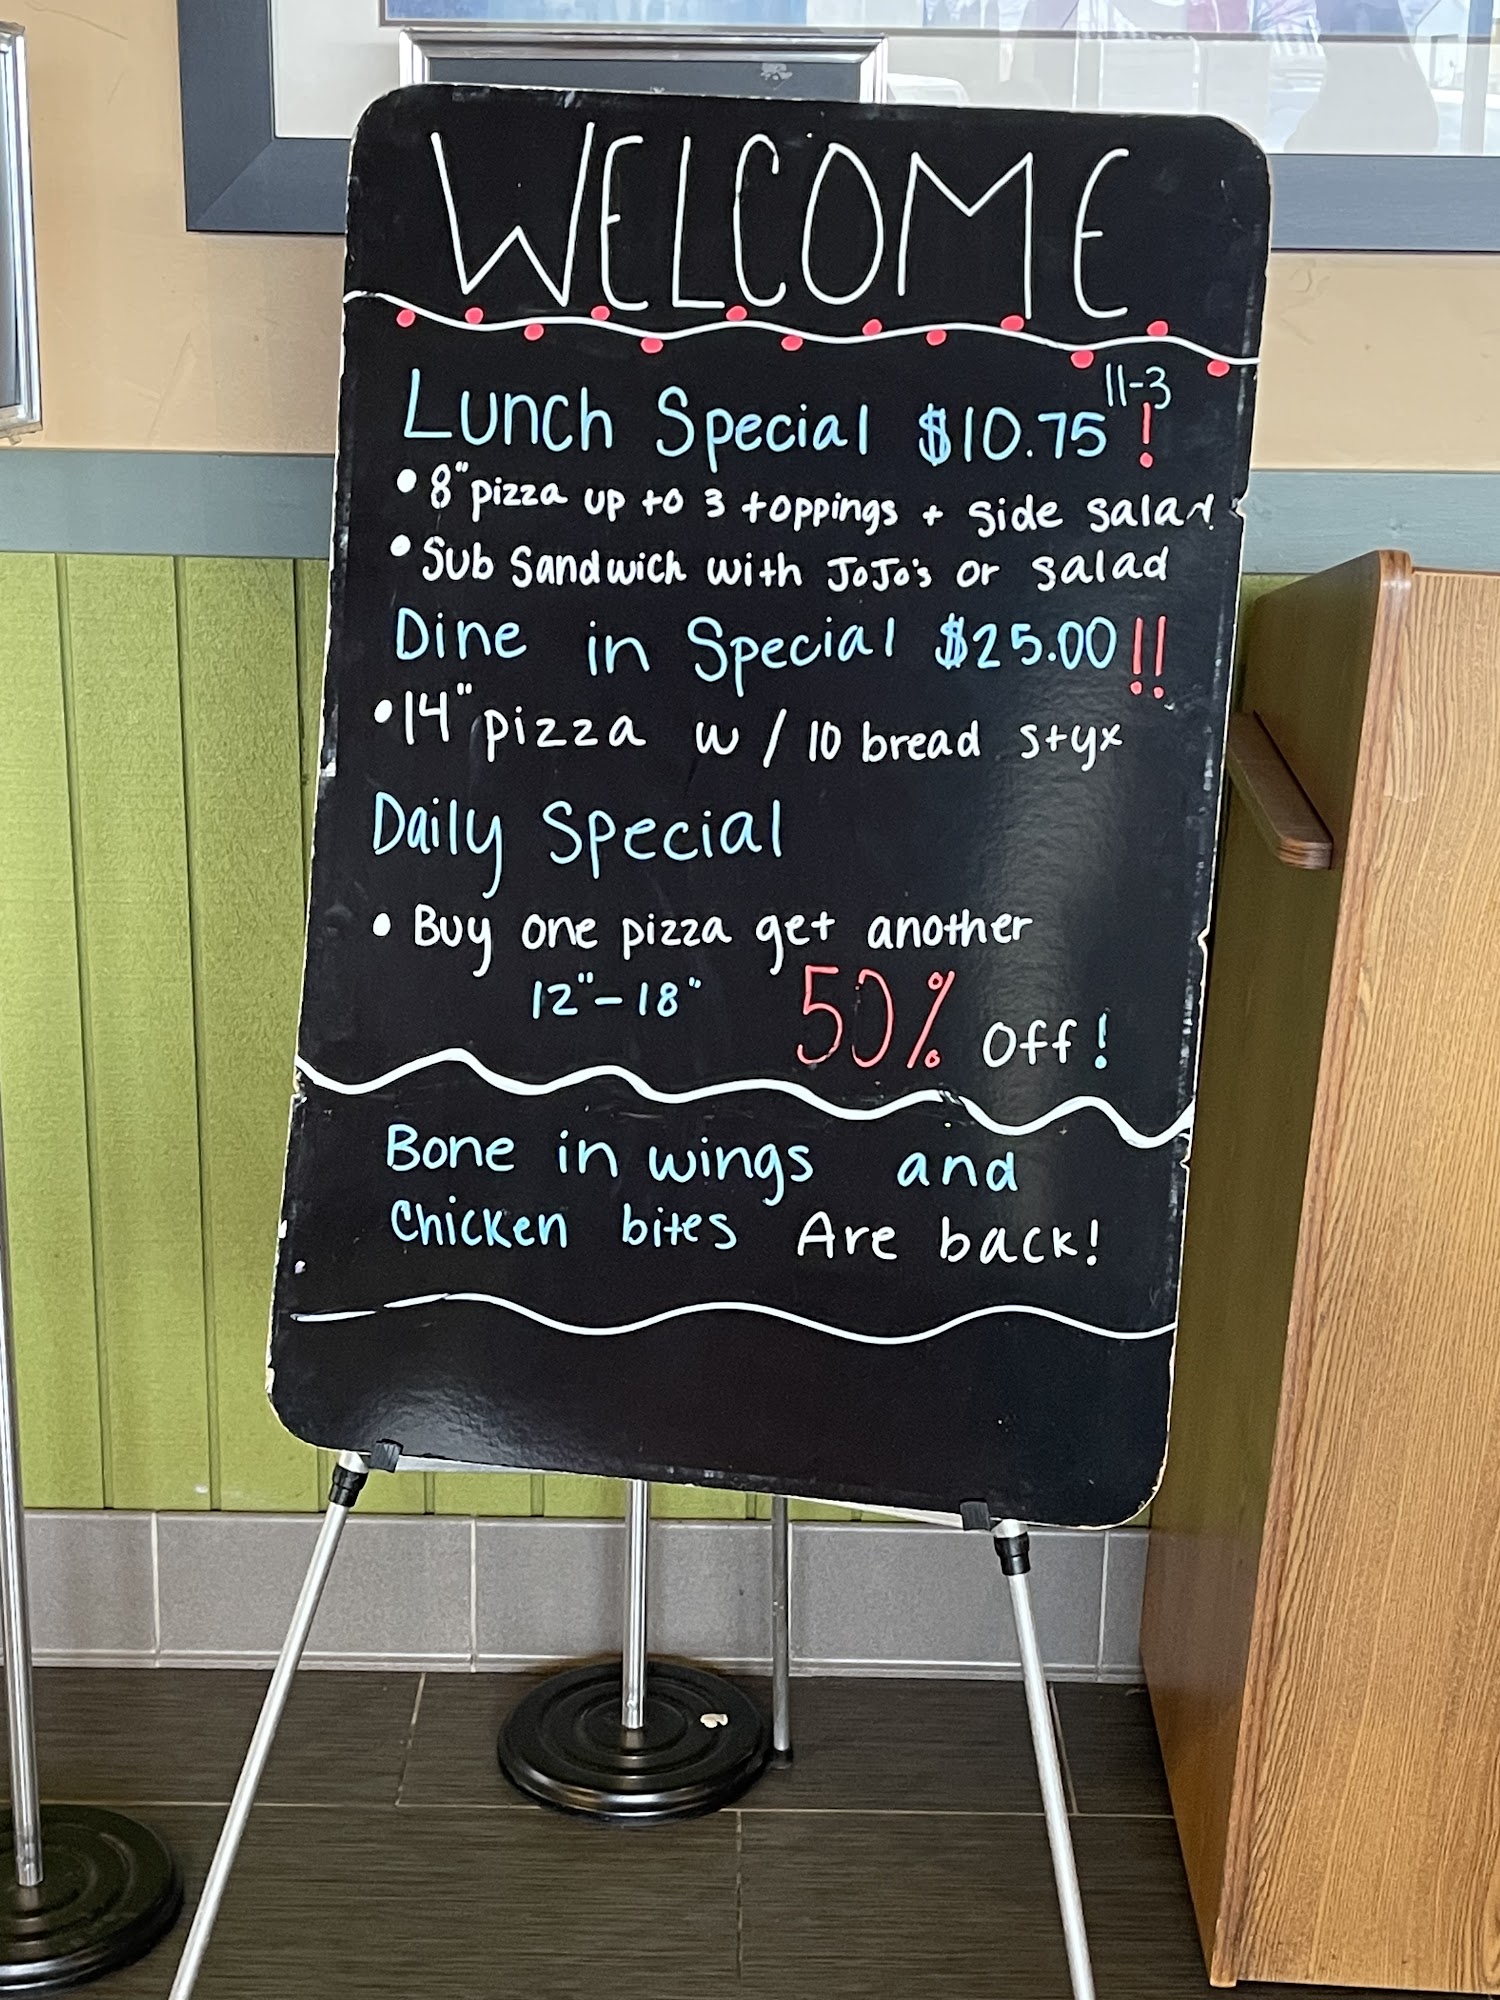 WELCOME
Lunch Special $10.75! 11-3
• 8" pizza up to 3 toppings + side salad
• Sub Sandwich with JoJo's or salad
Dine in Special $25.00!!
• 14" pizza w/ 10 bread styx
Daily Special
• Buy one pizza get another
12"-18" 50% Off!
Bone in wings and
Chicken bites Are back!